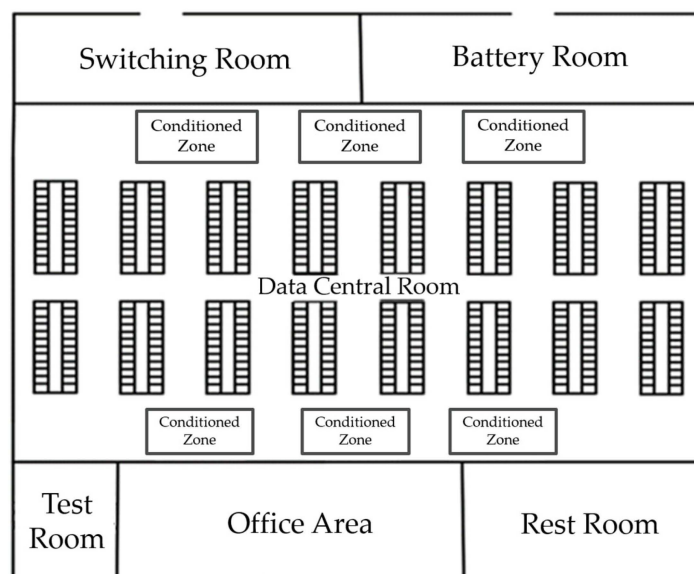 Switching Room
Battery Room
Conditioned
Zone
Conditioned
Zone
Conditioned
Zone
Data Central Room
Conditioned
Zone
Conditioned
Zone
Conditioned
Zone
Test
Room
Office Area
Rest Room